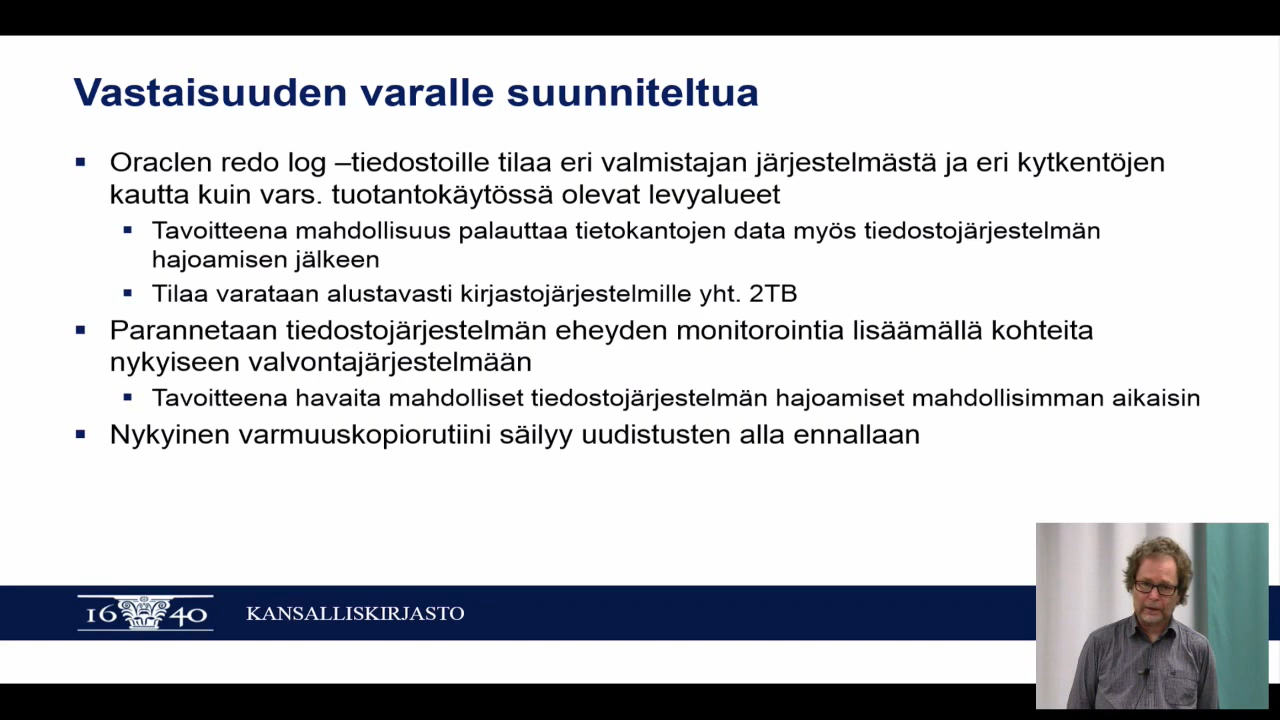 Vastaisuuden varalle suunniteltua
▪ Oraclen redo log –tiedostoille tilaa eri valmistajan järjestelmästä ja eri kytkentöjen
kautta kuin vars. tuotantokäytössä olevat levyalueet
▪ Tavoitteena mahdollisuus palauttaa tietokantojen data myös tiedostojärjestelmän
hajoamisen jälkeen
▪ Tilaa varataan alustavasti kirjastojärjestelmille yht. 2TB
▪ Parannetaan tiedostojärjestelmän eheyden monitorointia lisäämällä kohteita
nykyiseen valvontajärjestelmään
▪ Tavoitteena havaita mahdolliset tiedostojärjestelmän hajoamiset mahdollisimman aikaisin
▪ Nykyinen varmuuskopiorutiini säilyy uudistusten alla ennallaan
16 40 KANSALLISKIRJASTO